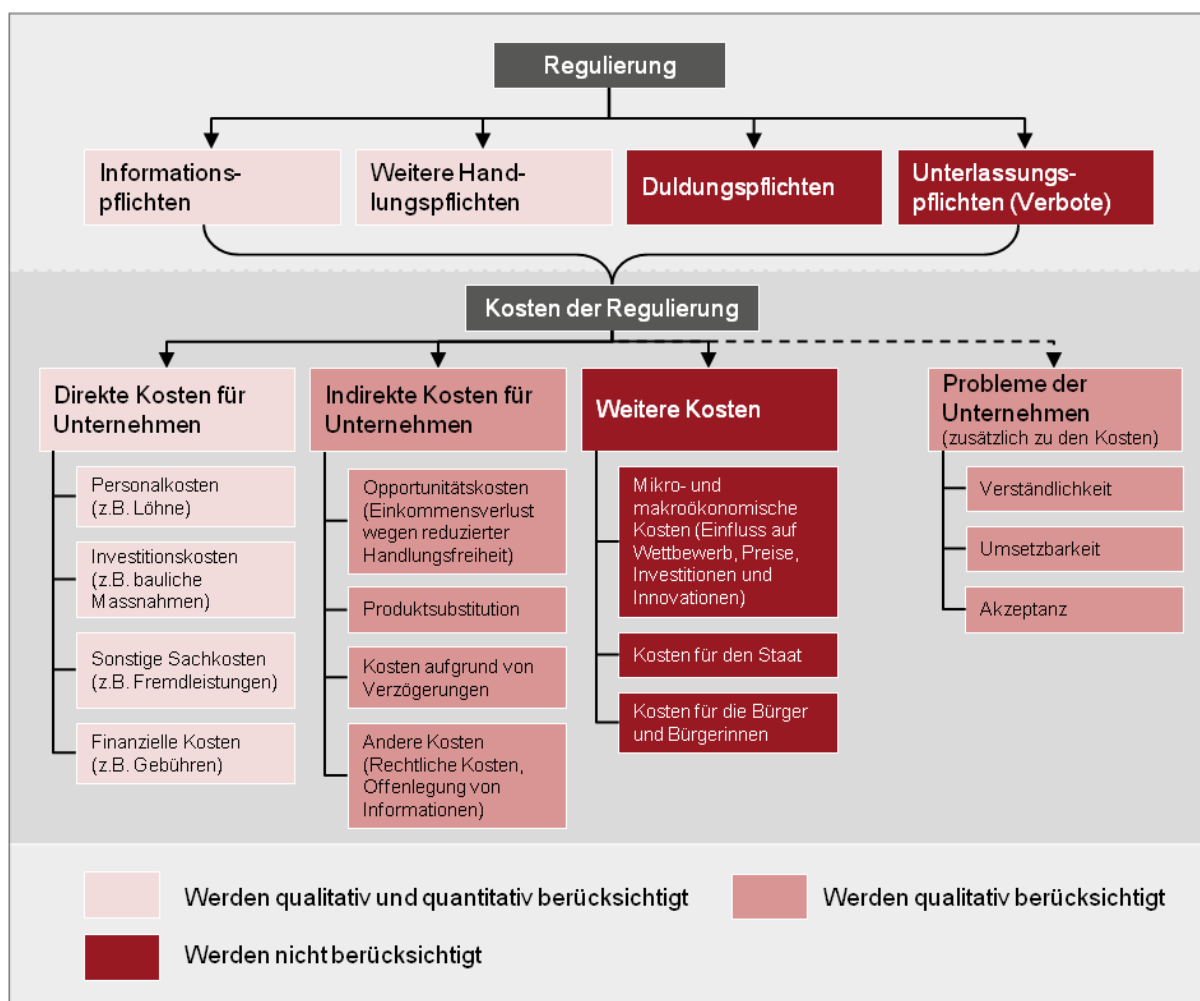 Regulierung
Informations-
pflichten
Weitere Hand-
lungspflichten
Duldungspflichten
Unterlassungs-
pflichten (Verbote)
Kosten der Regulierung
Direkte Kosten für
Unternehmen
Personalkosten
(z.B. Löhne)
Investitionskosten
(z.B. bauliche
Massnahmen)
Sonstige Sachkosten
(z.B. Fremdleistungen)
Finanzielle Kosten
(z.B. Gebühren)
Indirekte Kosten für
Unternehmen
Opportunitätskosten
(Einkommensverlust
wegen reduzierter
Handlungsfreiheit)
Produktsubstitution
Kosten aufgrund von
Verzögerungen
Andere Kosten
(Rechtliche Kosten,
Offenlegung von
Informationen)
Weitere Kosten
Mikro- und
makroökonomische
Kosten (Einfluss auf
Wettbewerb, Preise,
Investitionen und
Innovationen)
Kosten für den Staat
Kosten für die Bürger
und Bürgerinnen
Probleme der
Unternehmen
(zusätzlich zu den Kosten)
Verständlichkeit
Umsetzbarkeit
Akzeptanz
Werden qualitativ und quantitativ berücksichtigt
Werden qualitativ berücksichtigt
Werden nicht berücksichtigt